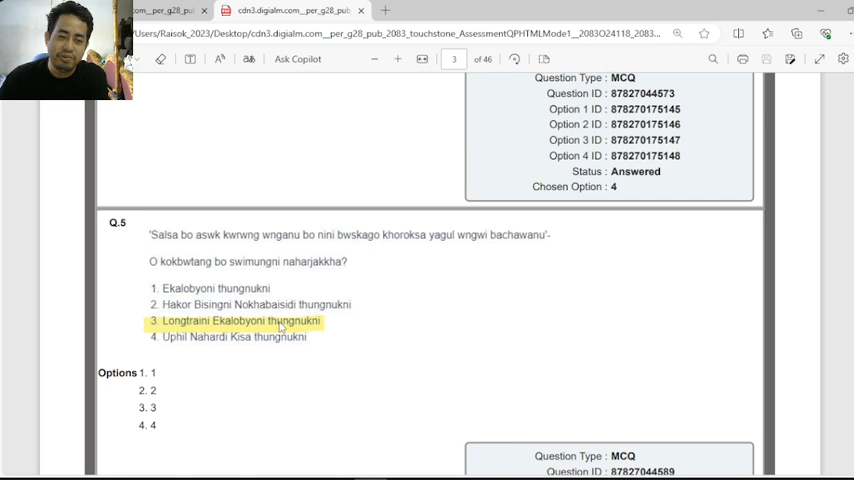 com__per_g28_pub...
cdn3.digialm.com__per_g28_pub...
/Users/Raisok_2023/Desktop/cdn3.digialm.com__per_g28_pub_2083_touchstone_AssessmentQPHTMLMode1__2083O24118_2083...
Ask Copilot
3 of 46
Question Type : MCQ
Question ID : 87827044573
Option 1 ID : 878270175145
Option 2 ID : 878270175146
Option 3 ID : 878270175147
Option 4 ID : 878270175148
Status : Answered
Chosen Option : 4
Q.5
'Salsa bo aswk kwrwng wnganu bo nini bwskago khoroksa yagul wngwi bachawanu'-
O kokbwtang bo swimungni naharjakkha?
1. Ekalobyoni thungnukni
2. Hakor Bisingni Nokhabaisidi thungnukni
3. Longtraini Ekalobyoni thungnukni
4. Uphil Nahardi Kisa thungnukni
Options 1. 1
2. 2
3. 3
4. 4
Question Type : MCQ
Question ID : 87827044589